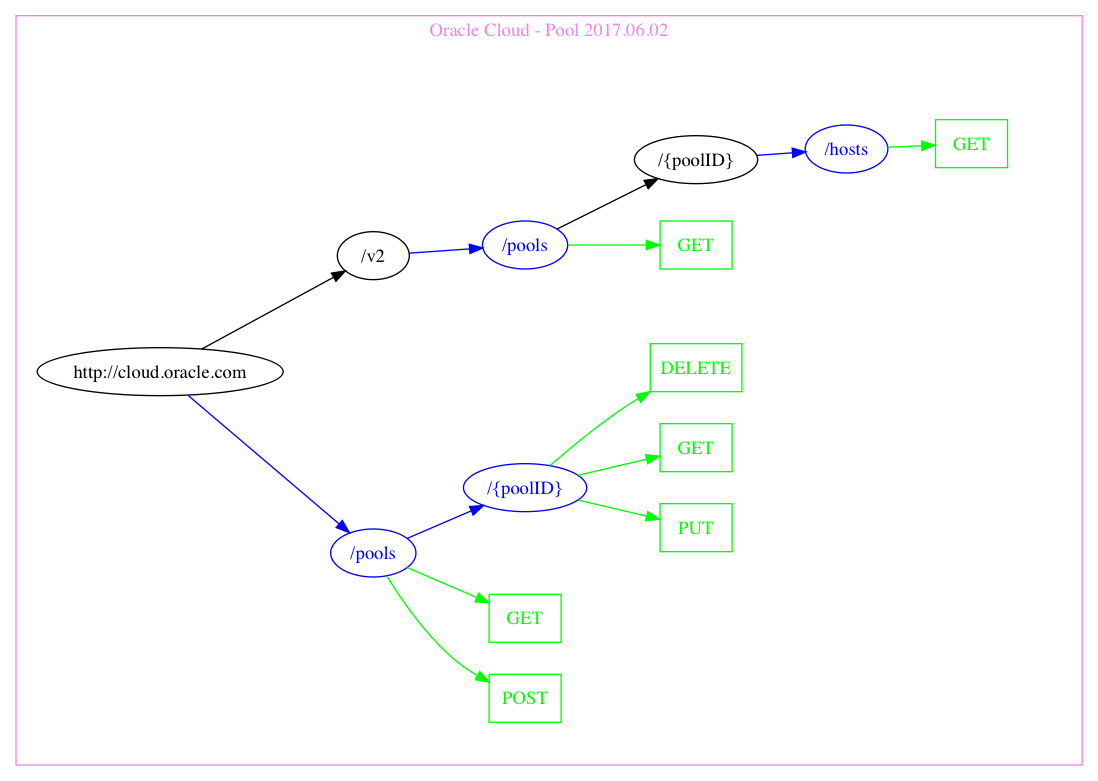 Oracle Cloud - Pool 2017.06.02
/hosts
GET
/{poolID}
/pools
GET
/v2
http://cloud.oracle.com
DELETE
GET
/{poolID}
PUT
/pools
GET
POST